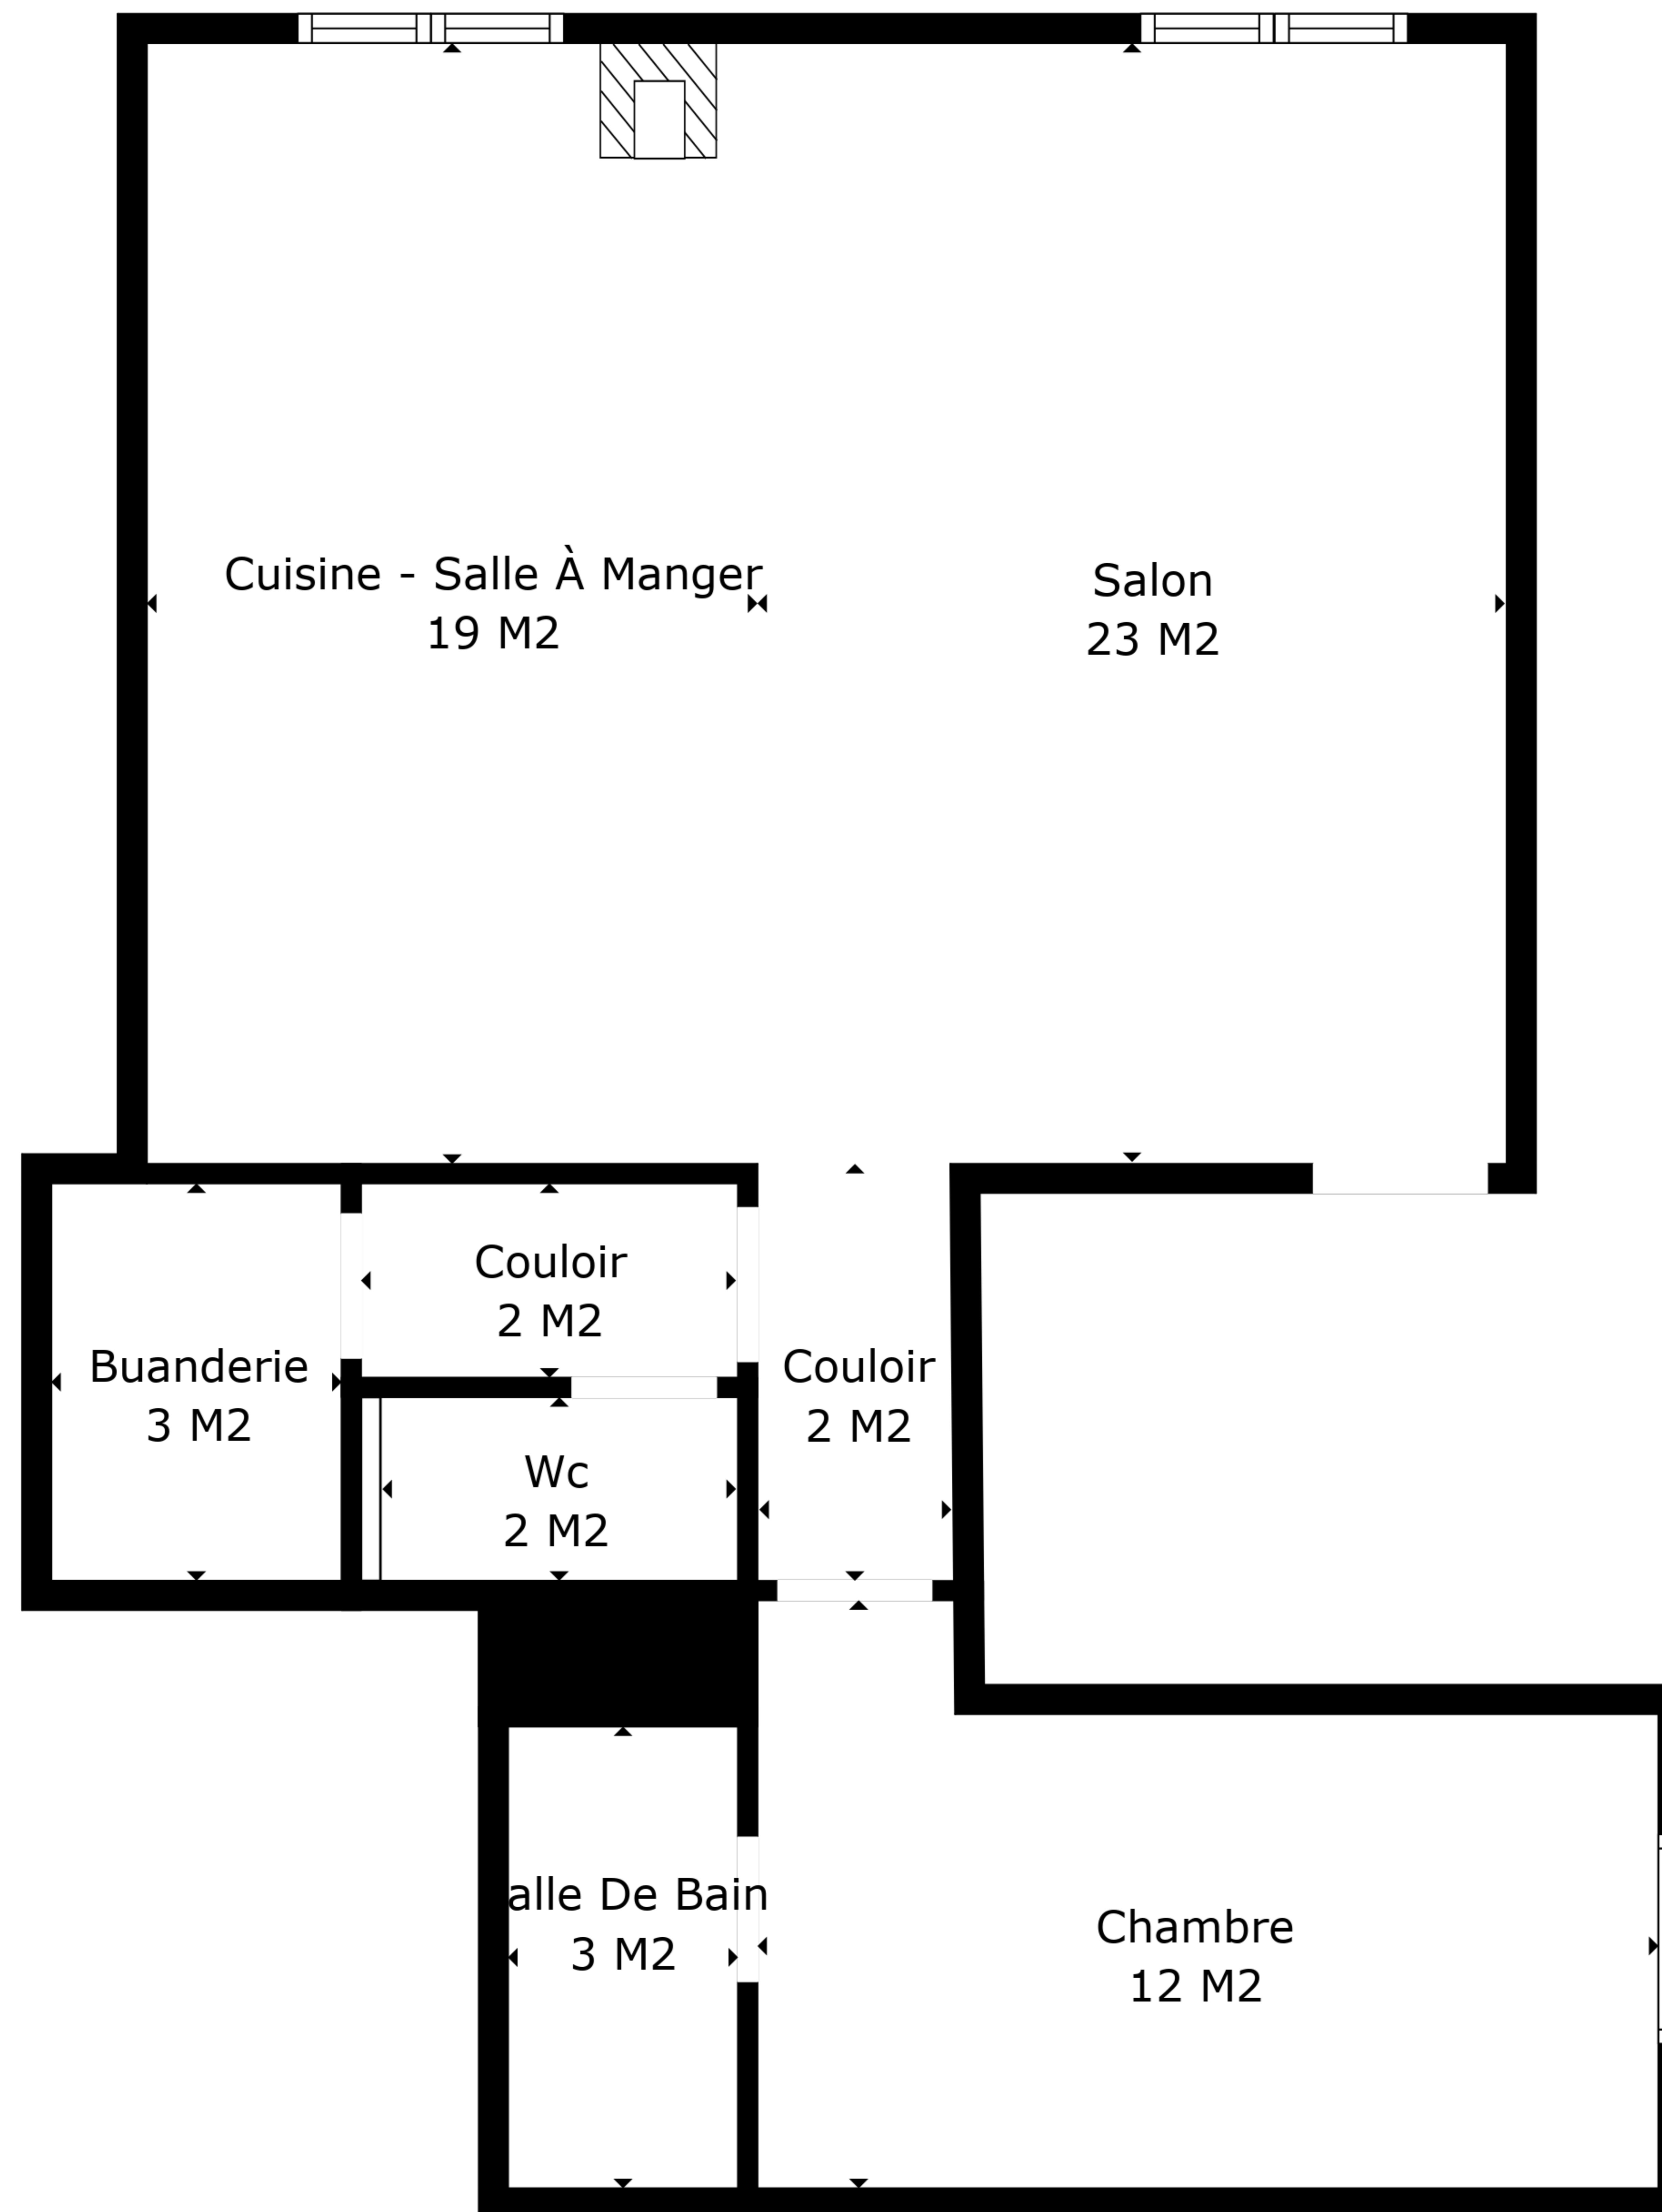 Cuisine - Salle À Manger
19 M2
Salon
23 M2
Couloir
2 M2
Buanderie
3 M2
Couloir
2 M2
Wc
2 M2
alle De Bain
3 M2
Chambre
12 M2